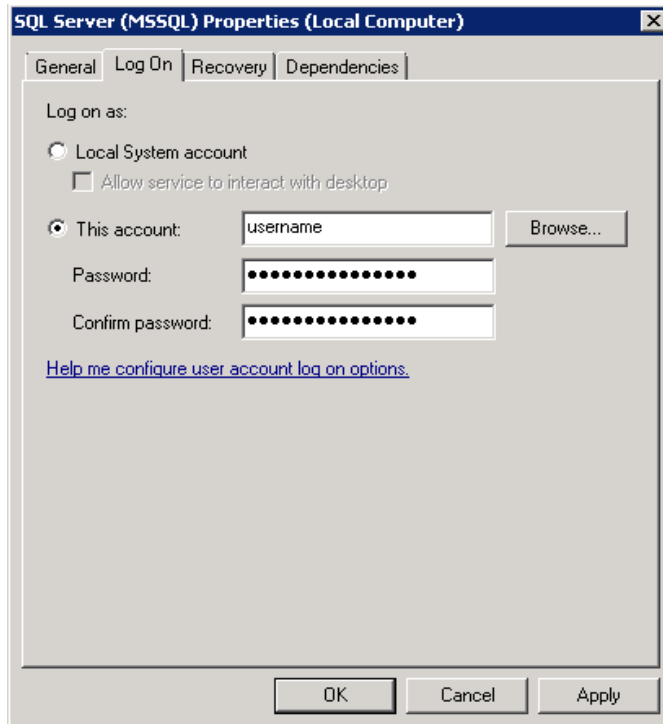 SQL Server (MSSQL) Properties (Local Computer)
General Log On Recovery Dependencies
Log on as:
Local System account
Allow service to interact with desktop
This account: username Browse...
Password: •••••••••••••••
Confirm password: •••••••••••••••
Help me configure user account log on options.
OK Cancel Apply